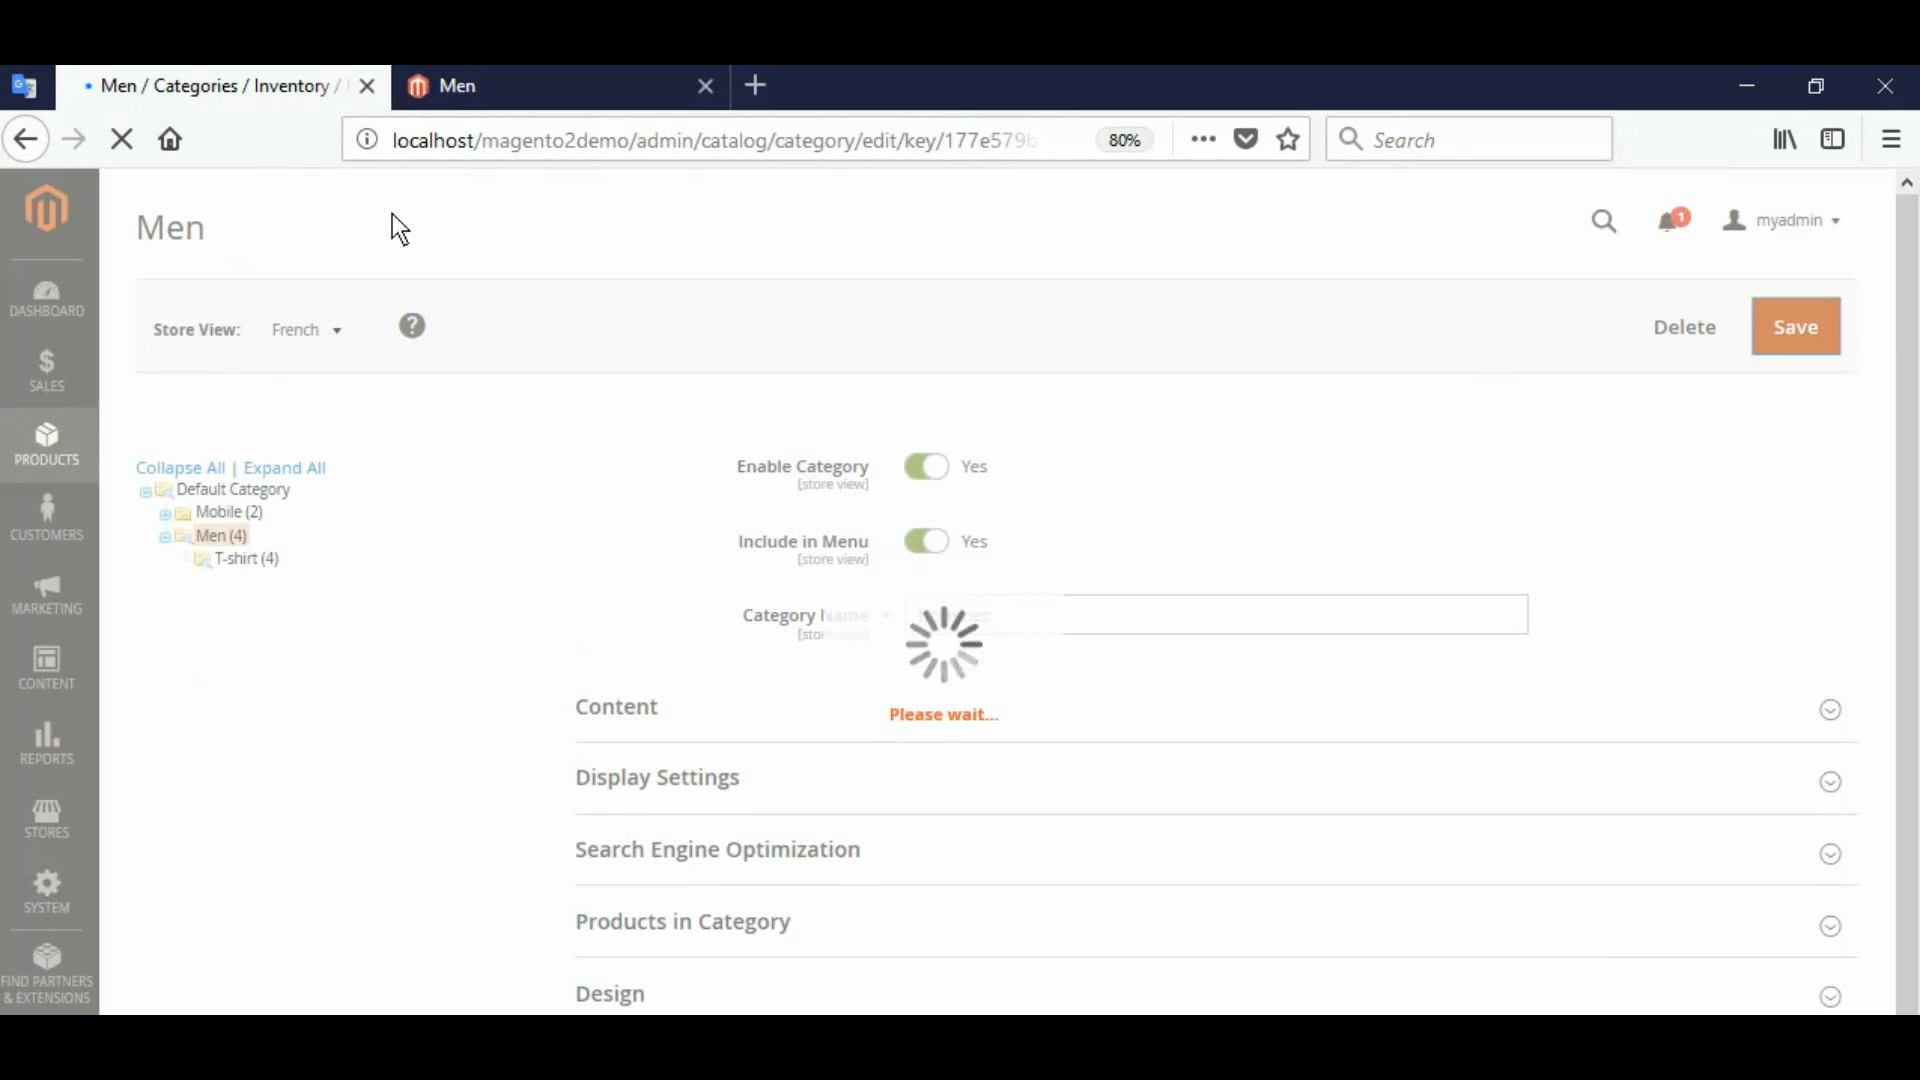 Men / Categories / Inventory /
Men
localhost/magento2demo/admin/catalog/category/edit/key/177e579b
80%
Search
Men
1
myadmin
Store View:
French
Delete
Save
DASHBOARD
SALES
PRODUCTS
CUSTOMERS
MARKETING
CONTENT
REPORTS
STORES
SYSTEM
FIND PARTNERS
& EXTENSIONS
Collapse All | Expand All
Default Category
Mobile (2)
Men (4)
T-shirt (4)
Enable Category
[store view]
Yes
Include in Menu
[store view]
Yes
Category Name
Please wait...
Content
Display Settings
Search Engine Optimization
Products in Category
Design